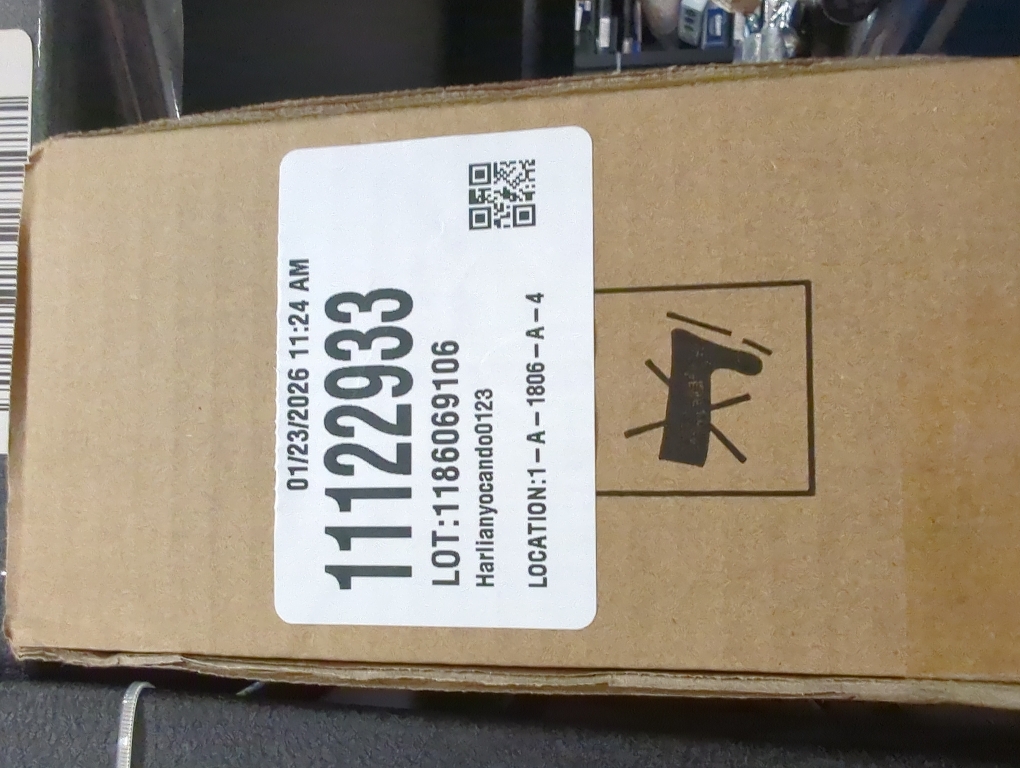 01/23/2026 11:24 AM
11122933
LOT:1186069106
Harlianyocando0123
LOCATION:1-A-1806-A-4